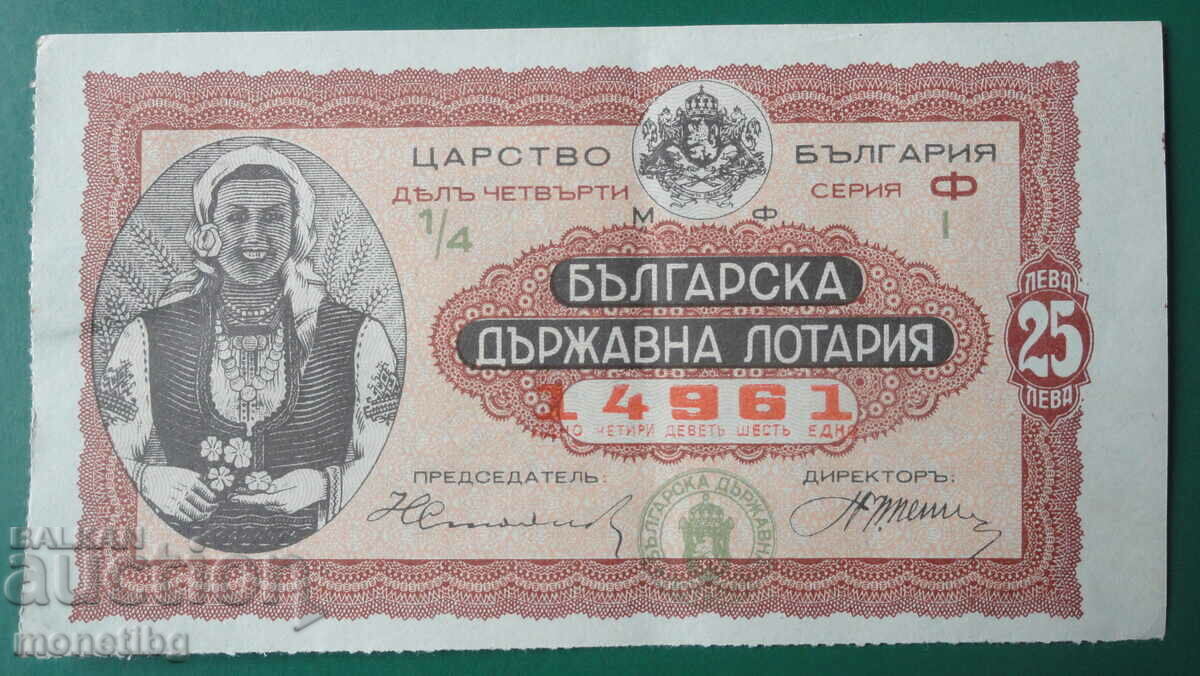 ЦАРСТВО БЪЛГАРИЯ
ДѢЛЪ ЧЕТВЪРТИ СЕРИЯ Ф
1/4 М Ф I
БЪЛГАРСКА
ДЪРЖАВНА ЛОТАРИЯ
14961
ЕДНО ЧЕТИРИ ДЕВЕТЬ ШЕСТЬ ЕДНО
ЛЕВА
25
ЛЕВА
ПРЕДСЕДАТЕЛЬ: ДИРЕКТОРЪ:
БЪЛГАРСКА ДЪРЖАВНА
BALKAN
auction
monetibg